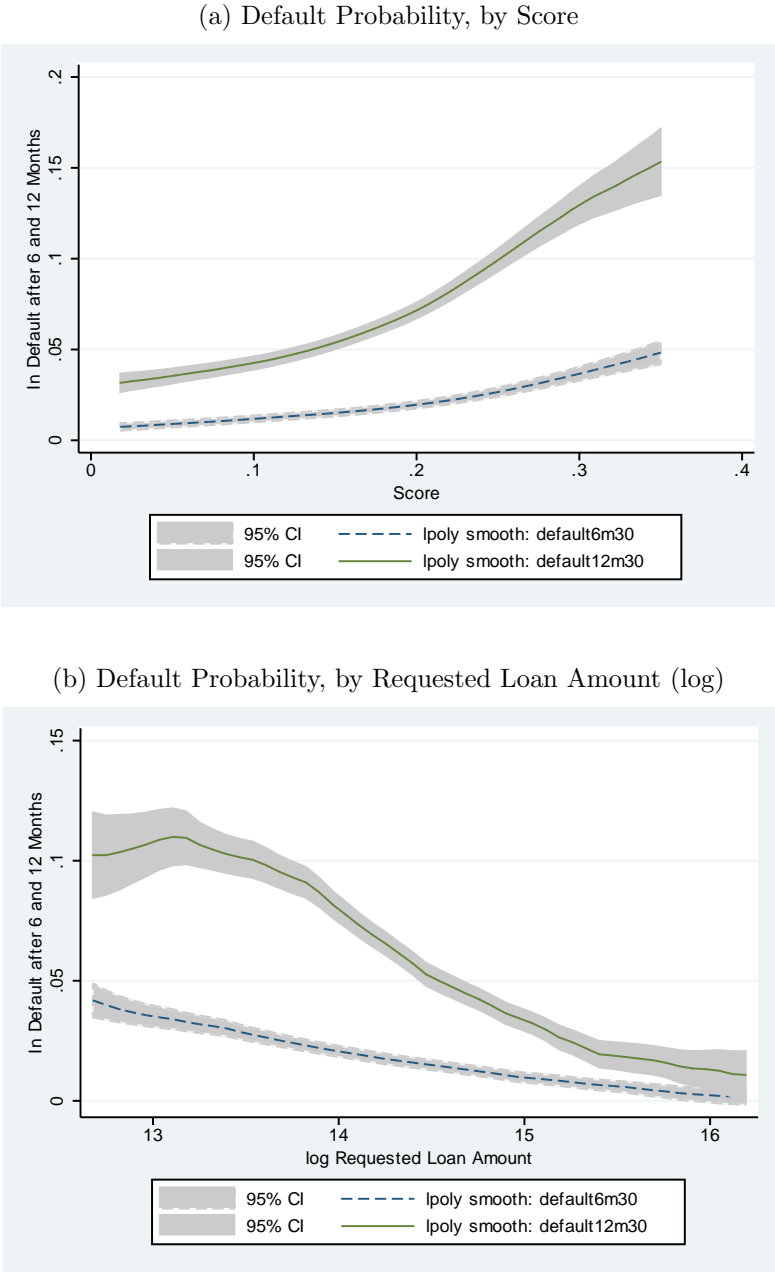 (a) Default Probability, by Score
In Default after 6 and 12 Months
.2
.15
.1
.05
0
0 .1 .2 .3 .4
Score
95% CI lpoly smooth: default6m30
95% CI lpoly smooth: default12m30
(b) Default Probability, by Requested Loan Amount (log)
In Default after 6 and 12 Months
.15
.1
.05
0
13 14 15 16
log Requested Loan Amount
95% CI lpoly smooth: default6m30
95% CI lpoly smooth: default12m30